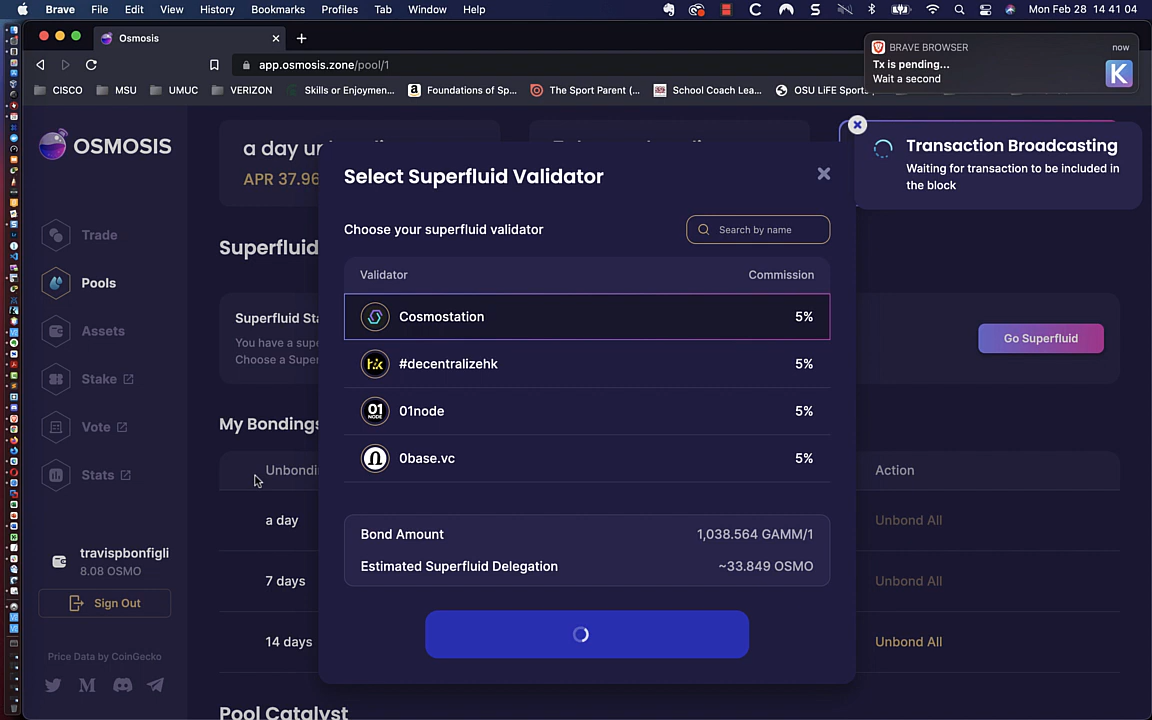 Brave File Edit View History Bookmarks Profiles Tab Window Help Mon Feb 28 14 41 04
Osmosis
app.osmosis.zone/pool/1
BRAVE BROWSER now
Tx is pending...
Wait a second
CISCO MSU UMUC VERIZON Skills or Enjoymen... Foundations of Sp... The Sport Parent (... School Coach Lea... OSU LiFE Sports
OSMOSIS
a day
APR 37.96
Transaction Broadcasting
Waiting for transaction to be included in
the block
Select Superfluid Validator
Choose your superfluid validator
Search by name
Validator Commission
Cosmostation 5%
#decentralizehk 5%
01node 5%
0base.vc 5%
Bond Amount 1,038.564 GAMM/1
Estimated Superfluid Delegation ~33.849 OSMO
Trade
Pools
Assets
Stake
Vote
Stats
travispbonfigli
8.08 OSMO
Sign Out
Price Data by CoinGecko
Superfluid
Superfluid Sta
You have a supe
Choose a Super
Go Superfluid
My Bondings
Unbondi Action
a day Unbond All
7 days Unbond All
14 days Unbond All
Pool Catalyst